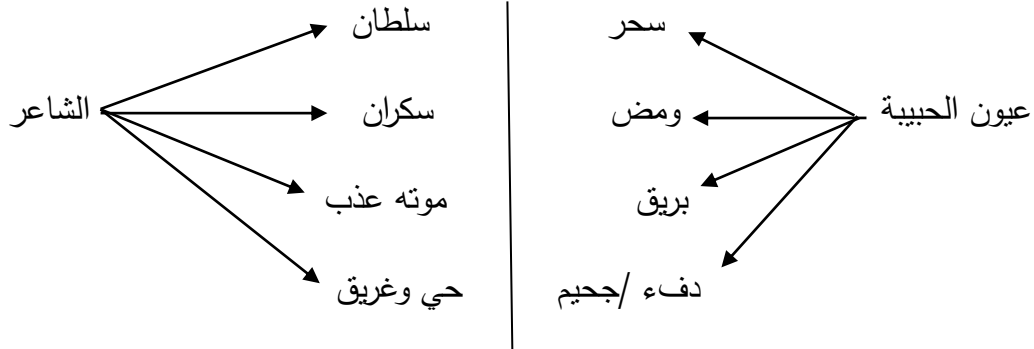 سحر سلطان
عيون الحبيبة ومض سكران الشاعر
بريق موته عذب
دفء /جحيم حي وغريق